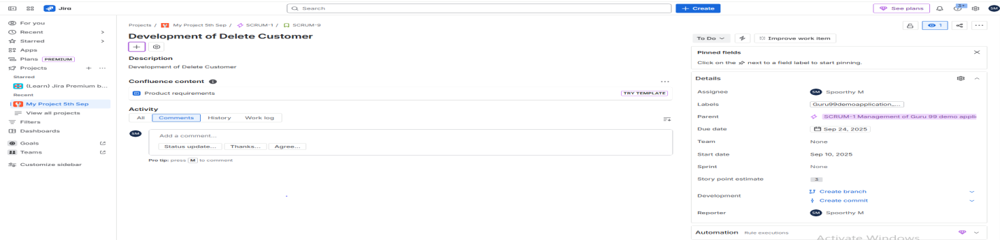 Jira
Search
+ Create
See plans
3+
SM
For you
Recent
Starred
Apps
Plans PREMIUM
Projects
Starred
(Learn) Jira Premium b...
Recent
My Project 5th Sep
View all projects
Filters
Dashboards
Goals
Teams
Customize sidebar
Projects / My Project 5th Sep / SCRUM-1 / SCRUM-9
Development of Delete Customer
Description
Development of Delete Customer
Confluence content
Product requirements TRY TEMPLATE
Activity
All Comments History Work log
SM Add a comment...
Status update... Thanks... Agree...
Pro tip: press M to comment
1
To Do Improve work item
Pinned fields
Click on the next to a field label to start pinning.
Details
Assignee SM Spoorthy M
Labels Guru99demoapplication_...
Parent SCRUM-1 Management of Guru 99 demo appli
Due date Sep 24, 2025
Team None
Start date Sep 10, 2025
Sprint None
Story point estimate 3
Development Create branch
Create commit
Reporter SM Spoorthy M
Automation Rule executions
Activate Windows